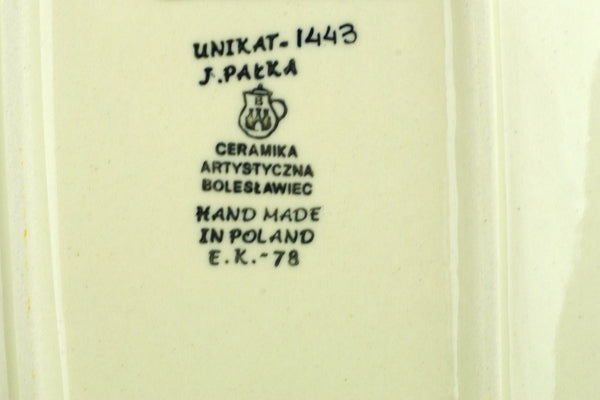 UNIKAT-1443
J. PAŁKA
B
CERAMIKA
ARTYSTYCZNA
BOLESŁAWIEC
HAND MADE
IN POLAND
E.K.-78